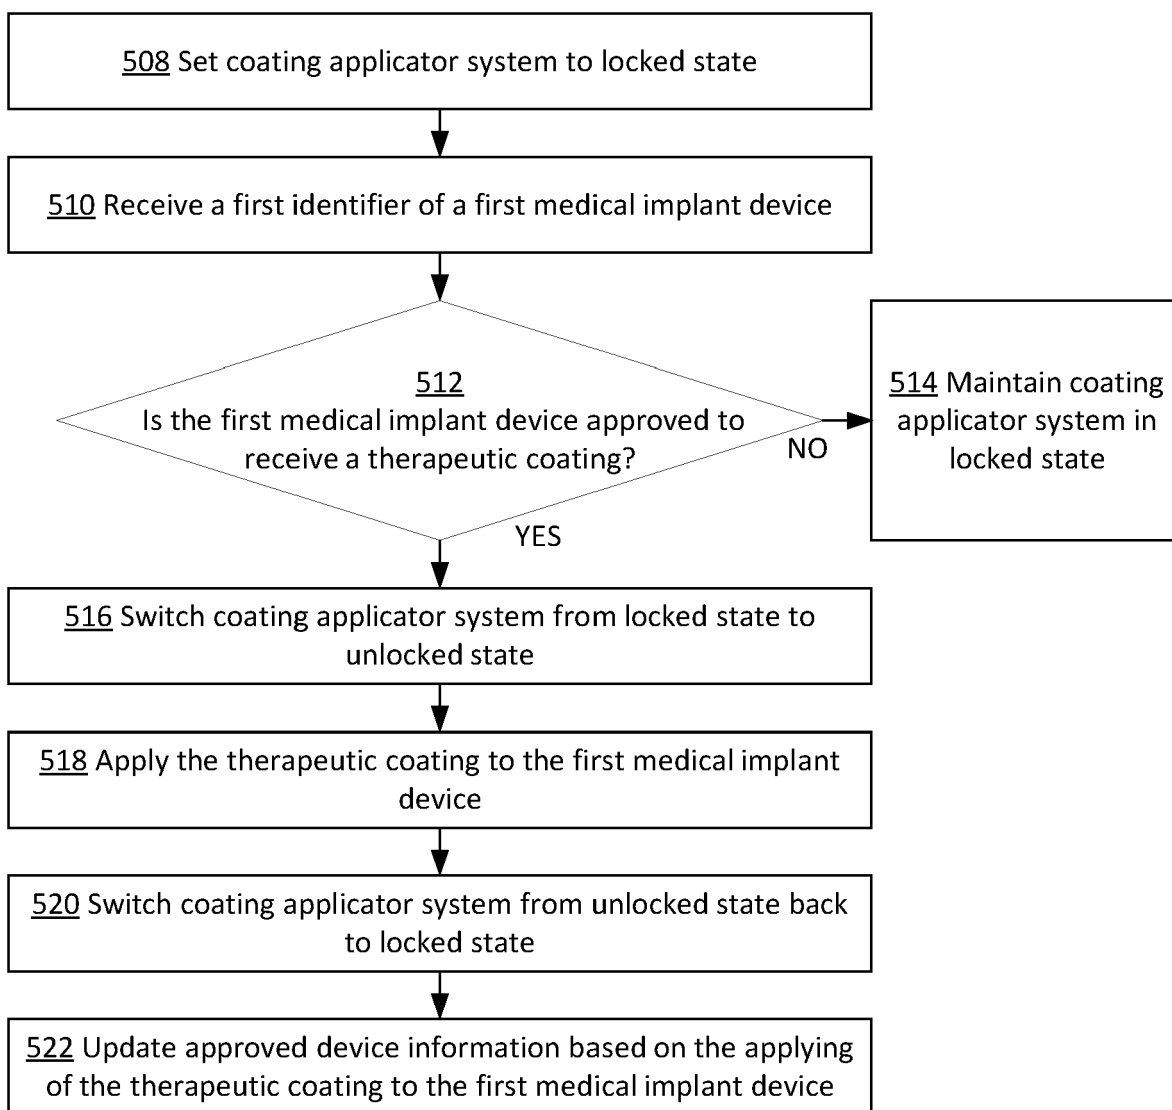 508 Set coating applicator system to locked state
510 Receive a first identifier of a first medical implant device
512
Is the first medical implant device approved to
receive a therapeutic coating?
NO
514 Maintain coating
applicator system in
locked state
YES
516 Switch coating applicator system from locked state to
unlocked state
518 Apply the therapeutic coating to the first medical implant
device
520 Switch coating applicator system from unlocked state back
to locked state
522 Update approved device information based on the applying
of the therapeutic coating to the first medical implant device